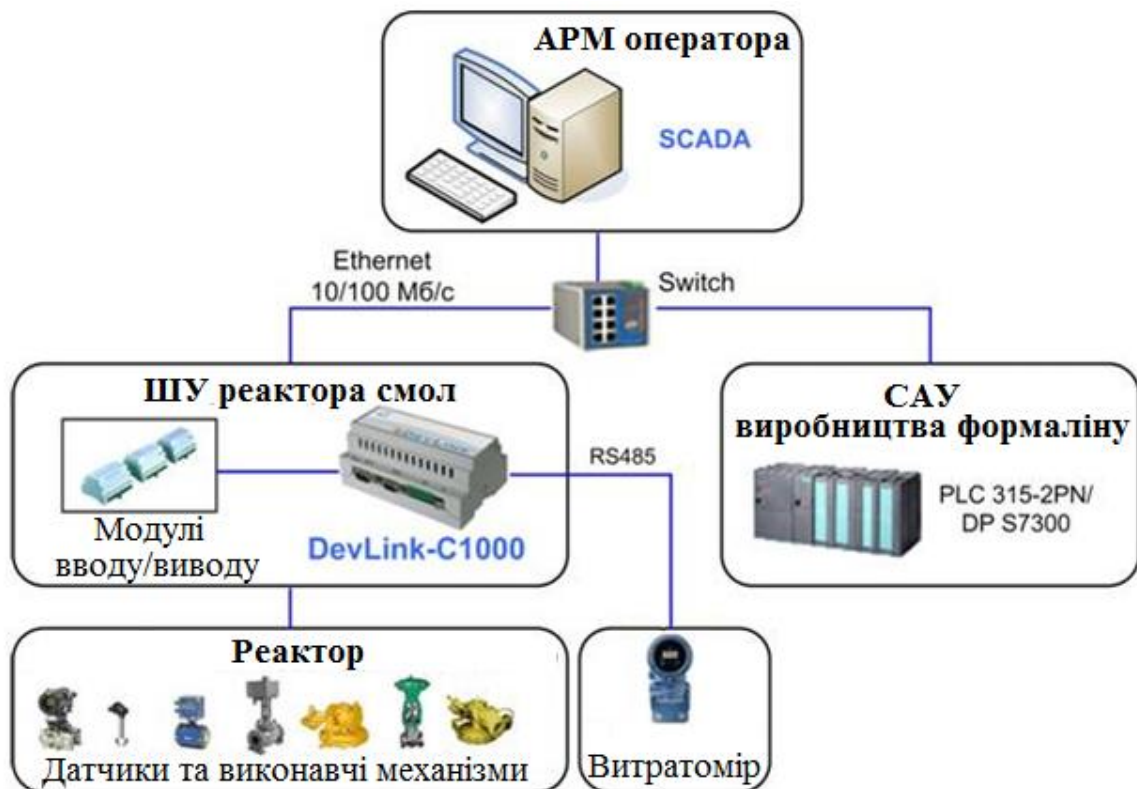 АРМ оператора
SCADA
Ethernet
10/100 Мб/с
Switch
ШУ реактора смол
Модулі
вводу/виводу
DevLink-C1000
RS485
САУ
виробництва формаліну
PLC 315-2PN/
DP S7300
Реактор
Датчики та виконавчі механізми
Витратомір